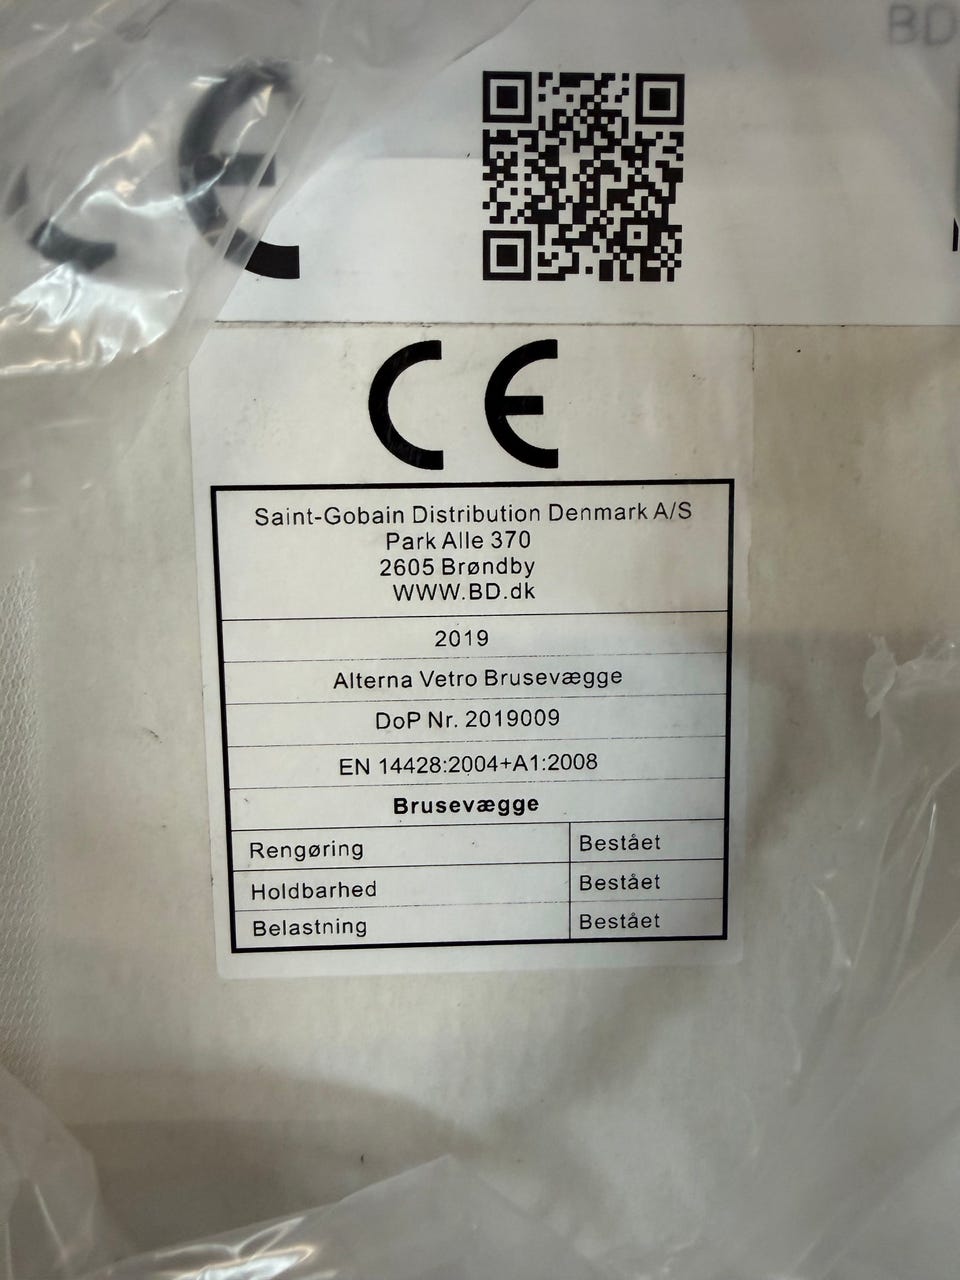 BD
CE
CE
Saint-Gobain Distribution Denmark A/S
Park Alle 370
2605 Brøndby
WWW.BD.dk
2019
Alterna Vetro Brusevægge
DoP Nr. 2019009
EN 14428:2004+A1:2008
Brusevægge
Rengøring Bestået
Holdbarhed Bestået
Belastning Bestået